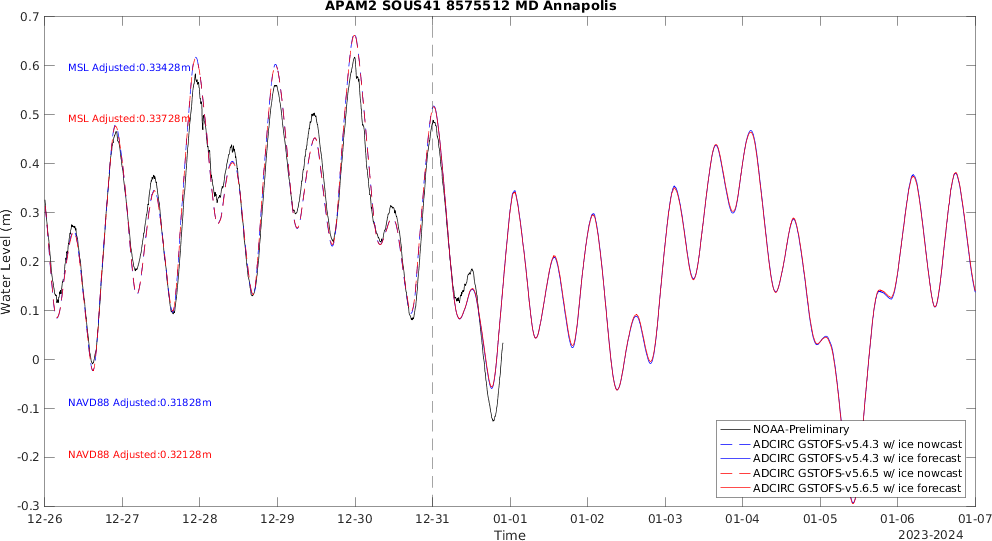 APAM2 SOUS41 8575512 MD Annapolis
0.7
0.6
0.5
0.4
0.3
0.2
0.1
0
-0.1
-0.2
-0.3
Water Level (m)
MSL Adjusted:0.33428m
MSL Adjusted:0.33728m
NAVD88 Adjusted:0.31828m
NAVD88 Adjusted:0.32128m
NOAA-Preliminary
ADCIRC GSTOFS-v5.4.3 w/ ice nowcast
ADCIRC GSTOFS-v5.4.3 w/ ice forecast
ADCIRC GSTOFS-v5.6.5 w/ ice nowcast
ADCIRC GSTOFS-v5.6.5 w/ ice forecast
12-26 12-27 12-28 12-29 12-30 12-31 01-01 01-02 01-03 01-04 01-05 01-06 01-07
Time
2023-2024